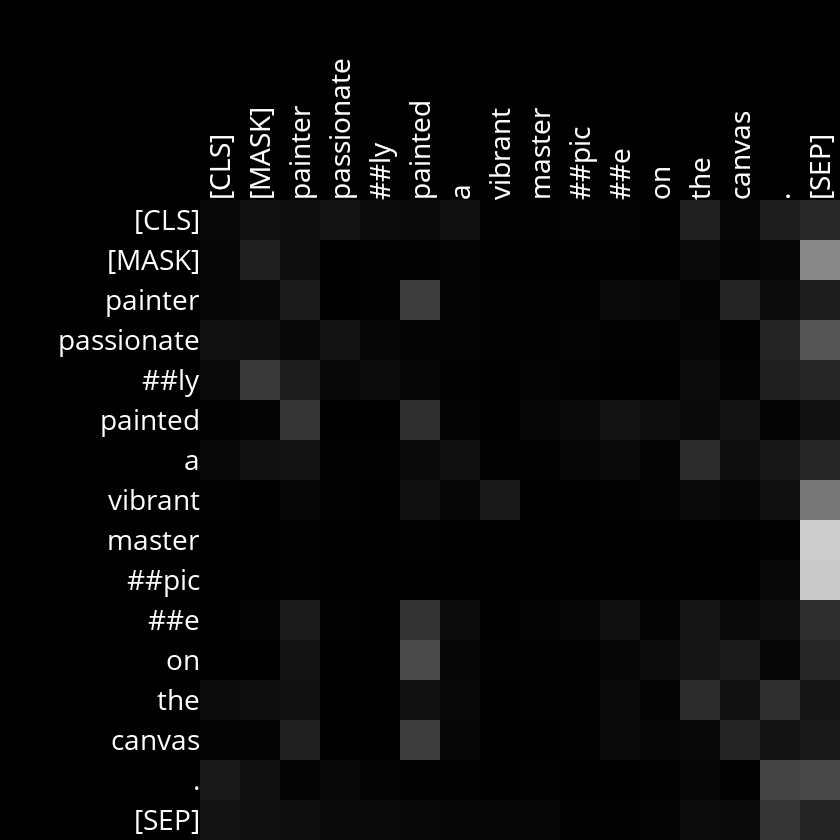 [CLS] [MASK] painter passionate ##ly painted a vibrant master ##pic ##e on the canvas . [SEP]
[CLS]
[MASK]
painter
passionate
##ly
painted
a
vibrant
master
##pic
##e
on
the
canvas
.
[SEP]